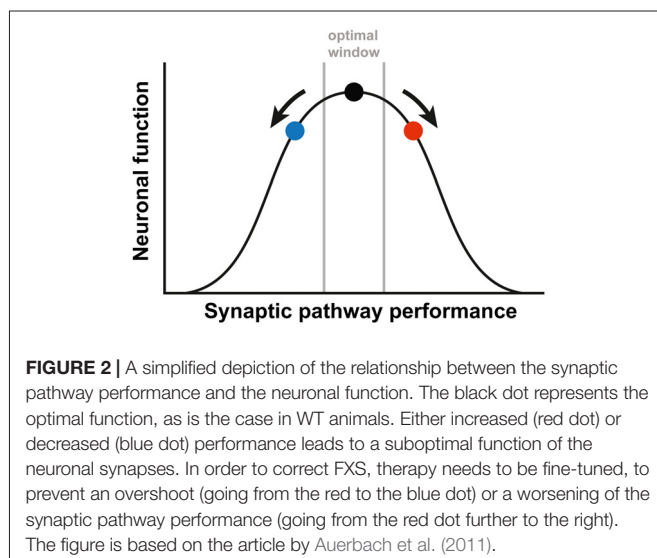 optimal
window
Neuronal function
Synaptic pathway performance
FIGURE 2 | A simplified depiction of the relationship between the synaptic
pathway performance and the neuronal function. The black dot represents the
optimal function, as is the case in WT animals. Either increased (red dot) or
decreased (blue dot) performance leads to a suboptimal function of the
neuronal synapses. In order to correct FXS, therapy needs to be fine-tuned, to
prevent an overshoot (going from the red to the blue dot) or a worsening of the
synaptic pathway performance (going from the red dot further to the right).
The figure is based on the article by Auerbach et al. (2011).